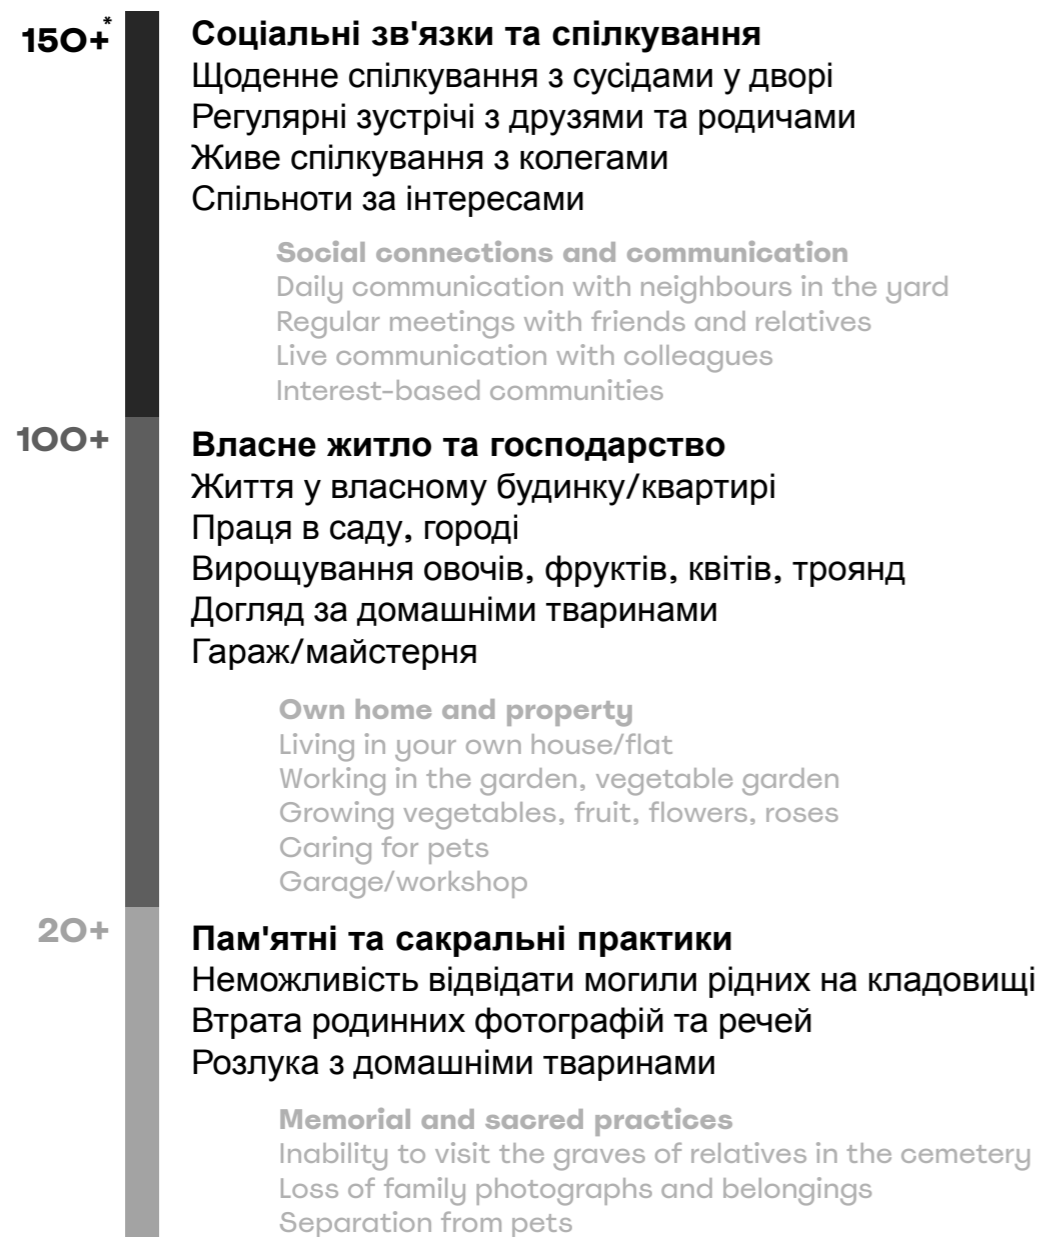 150+*
Соціальні зв'язки та спілкування
Щоденне спілкування з сусідами у дворі
Регулярні зустрічі з друзями та родичами
Живе спілкування з колегами
Спільноти за інтересами
Social connections and communication
Daily communication with neighbours in the yard
Regular meetings with friends and relatives
Live communication with colleagues
Interest-based communities
100+
Власне житло та господарство
Життя у власному будинку/квартирі
Праця в саду, городі
Вирощування овочів, фруктів, квітів, троянд
Догляд за домашніми тваринами
Гараж/майстерня
Own home and property
Living in your own house/flat
Working in the garden, vegetable garden
Growing vegetables, fruit, flowers, roses
Caring for pets
Garage/workshop
20+
Пам'ятні та сакральні практики
Неможливість відвідати могили рідних на кладовищі
Втрата родинних фотографій та речей
Розлука з домашніми тваринами
Memorial and sacred practices
Inability to visit the graves of relatives in the cemetery
Loss of family photographs and belongings
Separation from pets